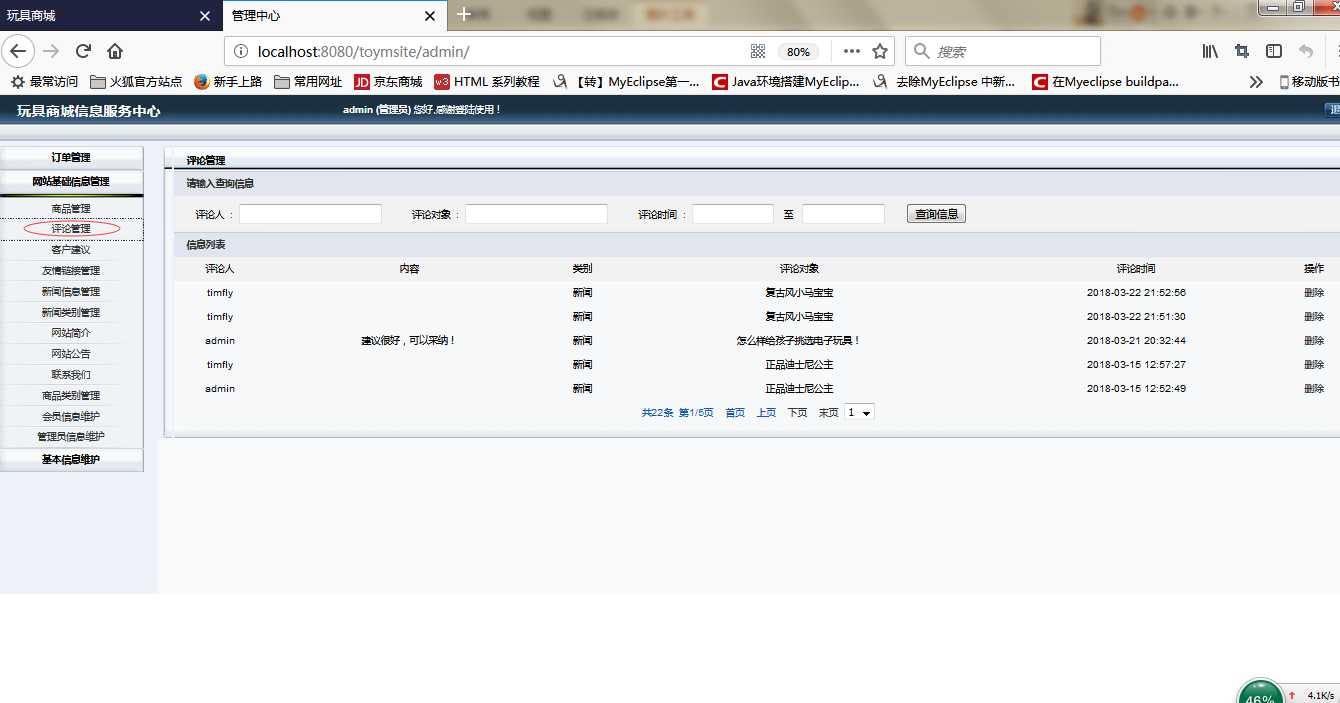 玩具商城
管理中心
localhost:8080/toymsite/admin/
80%
搜索
最常访问 火狐官方站点 新手上路 常用网址 京东商城 HTML 系列教程 【转】MyEclipse第一... Java环境搭建MyEclip... 去除MyEclipse 中新... 在Myeclipse buildpa... 移动版书
玩具商城信息服务中心
admin (管理员) 您好,感谢登陆使用！
订单管理
网站基础信息管理
商品管理
评论管理
客户建议
友情链接管理
新闻信息管理
新闻类别管理
网站简介
网站公告
联系我们
商品类别管理
会员信息维护
管理员信息维护
基本信息维护
评论管理
请输入查询信息
评论人： 评论对象： 评论时间： 至 查询信息
信息列表
评论人 内容 类别 评论对象 评论时间 操作
timfly 新闻 复古风小马宝宝 2018-03-22 21:52:56 删除
timfly 新闻 复古风小马宝宝 2018-03-22 21:51:30 删除
admin 建议很好，可以采纳！ 新闻 怎么样给孩子挑选电子玩具！ 2018-03-21 20:32:44 删除
timfly 新闻 正品迪士尼公主 2018-03-15 12:57:27 删除
admin 新闻 正品迪士尼公主 2018-03-15 12:52:49 删除
共22条 第1/5页 首页 上页 下页 末页 1
46%
4.1K/s